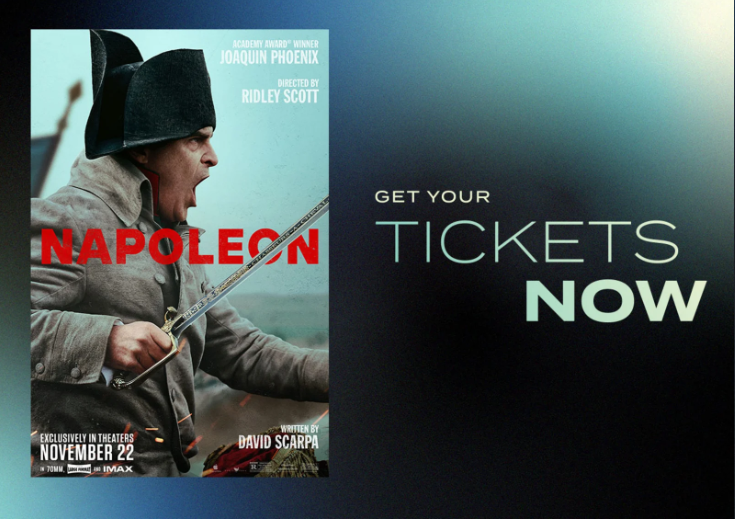 ACADEMY AWARD® WINNER
JOAQUIN PHOENIX
DIRECTED BY
RIDLEY SCOTT
NAPOLEON
WRITTEN BY
DAVID SCARPA
EXCLUSIVELY IN THEATERS
NOVEMBER 22
IN 70MM, AND IMAX
GET YOUR
TICKETS
NOW